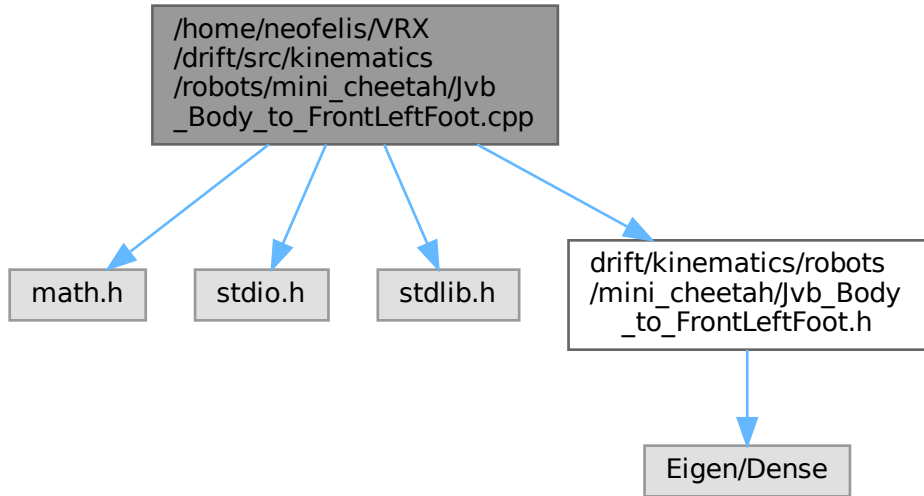 /home/neofelis/VRX
/drift/src/kinematics
/robots/mini_cheetah/Jvb
_Body_to_FrontLeftFoot.cpp
math.h
stdio.h
stdlib.h
drift/kinematics/robots
/mini_cheetah/Jvb_Body
_to_FrontLeftFoot.h
Eigen/Dense